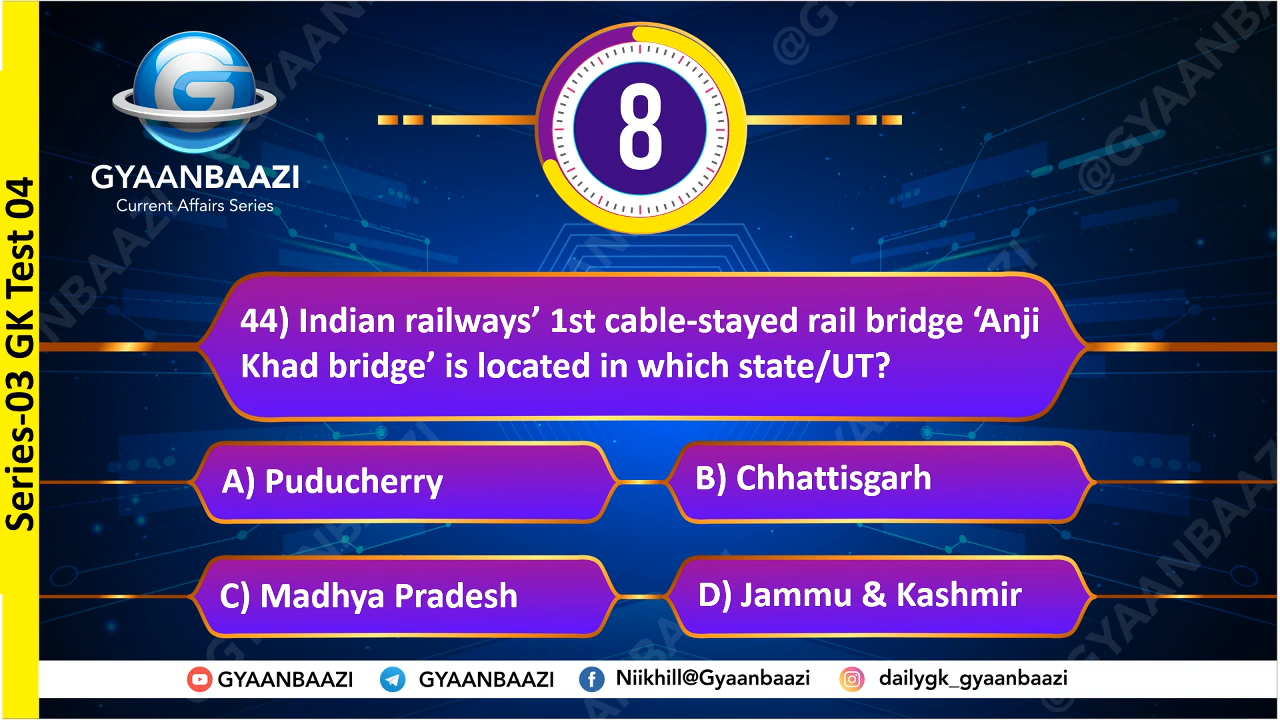 GYAANBAAZI
Current Affairs Series
8
Series-03 GK Test 04
44) Indian railways’ 1st cable-stayed rail bridge ‘Anji
Khad bridge’ is located in which state/UT?
A) Puducherry
B) Chhattisgarh
C) Madhya Pradesh
D) Jammu & Kashmir
GYAANBAAZI
GYAANBAAZI
Niikhill@Gyaanbaazi
dailygk_gyaanbaazi
@GYAANBAAZI